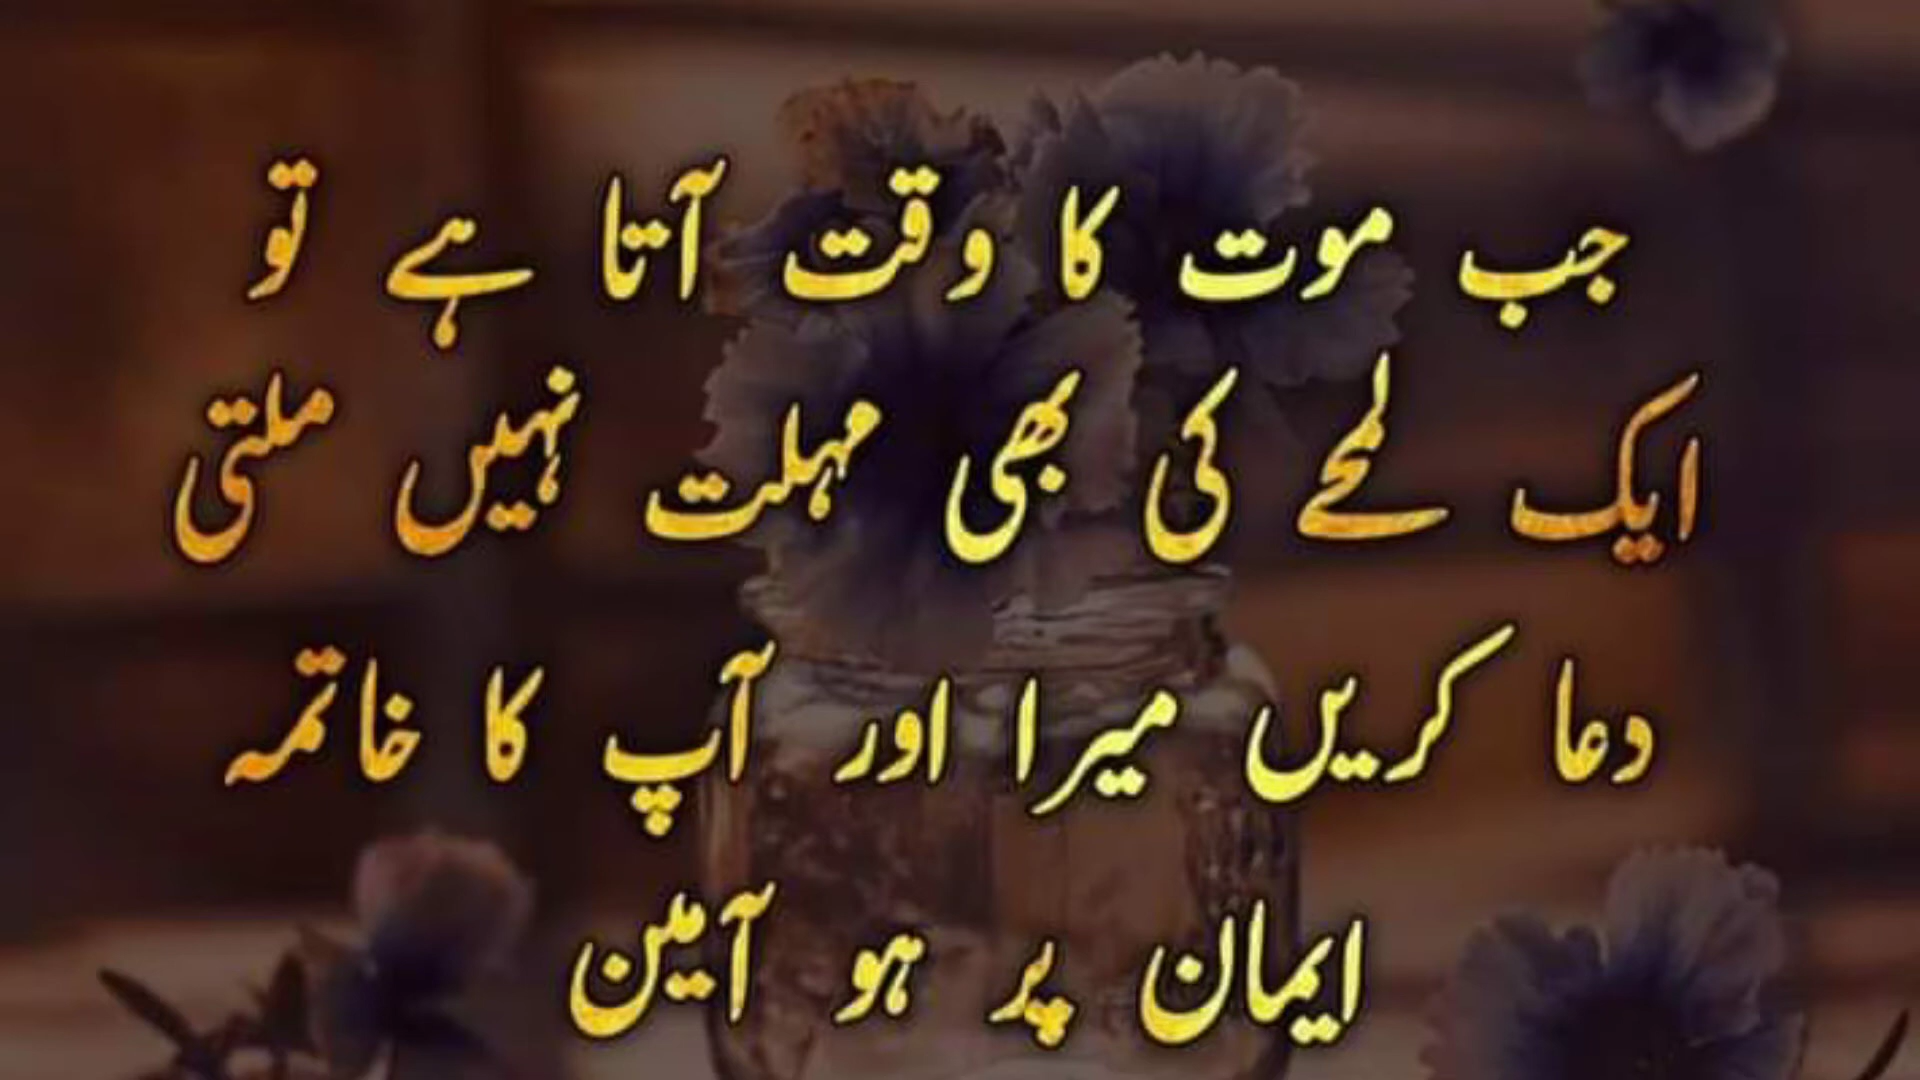 جب موت کا وقت آتا ہے تو
ایک لمحے کی بھی مہلت نہیں ملتی
دعا کریں میرا اور آپ کا خاتمہ
ایمان پر ہو آمین